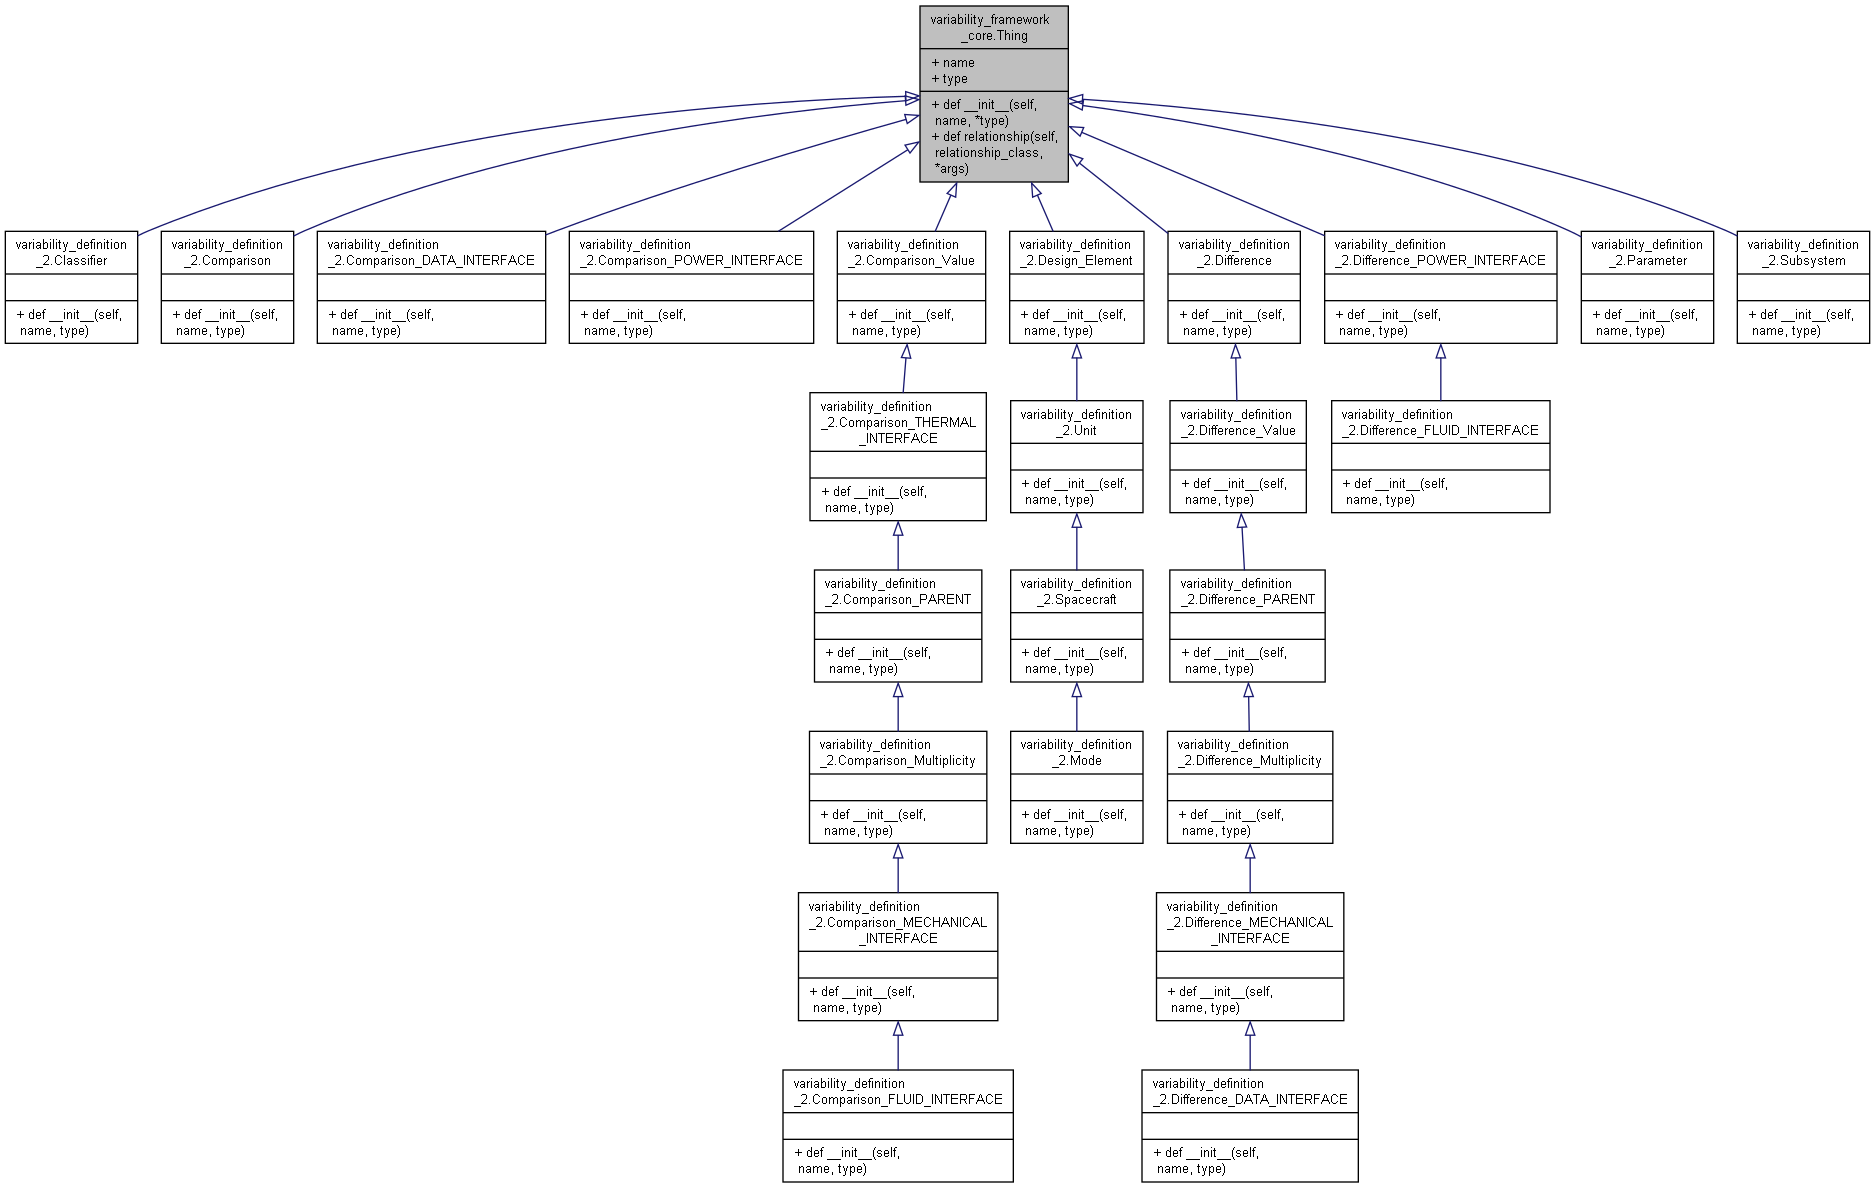 variability_framework
_core.Thing
+ name
+ type
+ def __init__(self,
name, *type)
+ def relationship(self,
relationship_class,
*args)
variability_definition
_2.Classifier
+ def __init__(self,
name, type)
variability_definition
_2.Comparison
+ def __init__(self,
name, type)
variability_definition
_2.Comparison_DATA_INTERFACE
+ def __init__(self,
name, type)
variability_definition
_2.Comparison_POWER_INTERFACE
+ def __init__(self,
name, type)
variability_definition
_2.Comparison_Value
+ def __init__(self,
name, type)
variability_definition
_2.Design_Element
+ def __init__(self,
name, type)
variability_definition
_2.Difference
+ def __init__(self,
name, type)
variability_definition
_2.Difference_POWER_INTERFACE
+ def __init__(self,
name, type)
variability_definition
_2.Parameter
+ def __init__(self,
name, type)
variability_definition
_2.Subsystem
+ def __init__(self,
name, type)
variability_definition
_2.Comparison_THERMAL
_INTERFACE
+ def __init__(self,
name, type)
variability_definition
_2.Unit
+ def __init__(self,
name, type)
variability_definition
_2.Difference_Value
+ def __init__(self,
name, type)
variability_definition
_2.Difference_FLUID_INTERFACE
+ def __init__(self,
name, type)
variability_definition
_2.Comparison_PARENT
+ def __init__(self,
name, type)
variability_definition
_2.Spacecraft
+ def __init__(self,
name, type)
variability_definition
_2.Difference_PARENT
+ def __init__(self,
name, type)
variability_definition
_2.Comparison_Multiplicity
+ def __init__(self,
name, type)
variability_definition
_2.Mode
+ def __init__(self,
name, type)
variability_definition
_2.Difference_Multiplicity
+ def __init__(self,
name, type)
variability_definition
_2.Comparison_MECHANICAL
_INTERFACE
+ def __init__(self,
name, type)
variability_definition
_2.Difference_MECHANICAL
_INTERFACE
+ def __init__(self,
name, type)
variability_definition
_2.Comparison_FLUID_INTERFACE
+ def __init__(self,
name, type)
variability_definition
_2.Difference_DATA_INTERFACE
+ def __init__(self,
name, type)